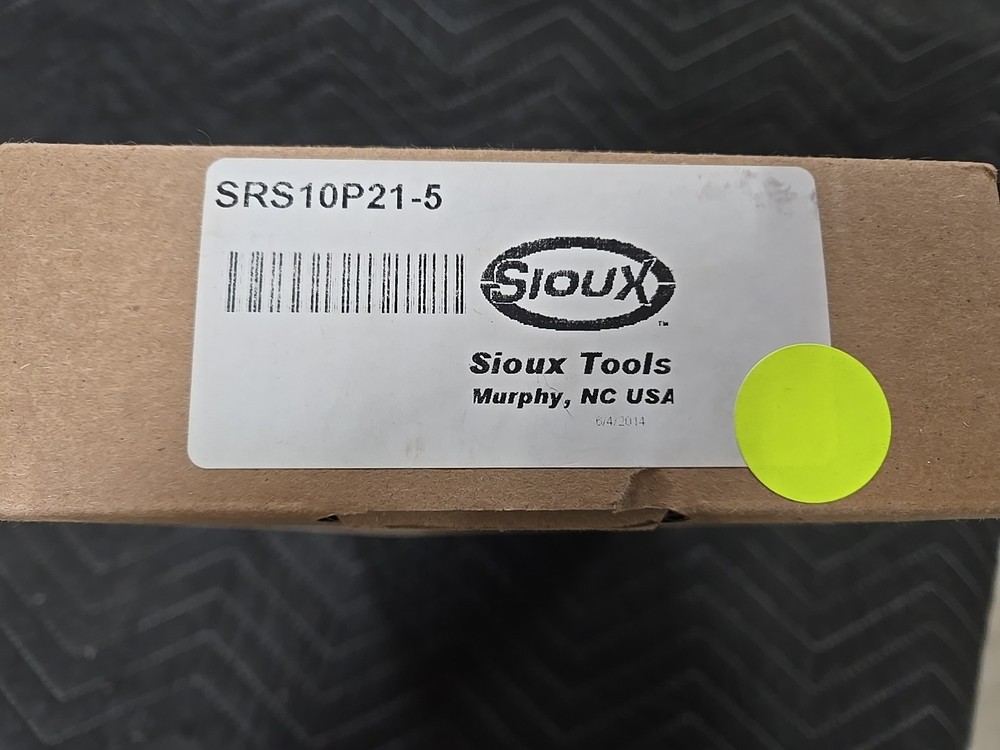 SRS10P21-5
SIOUX
TM
Sioux Tools
Murphy, NC USA
6/4/2014